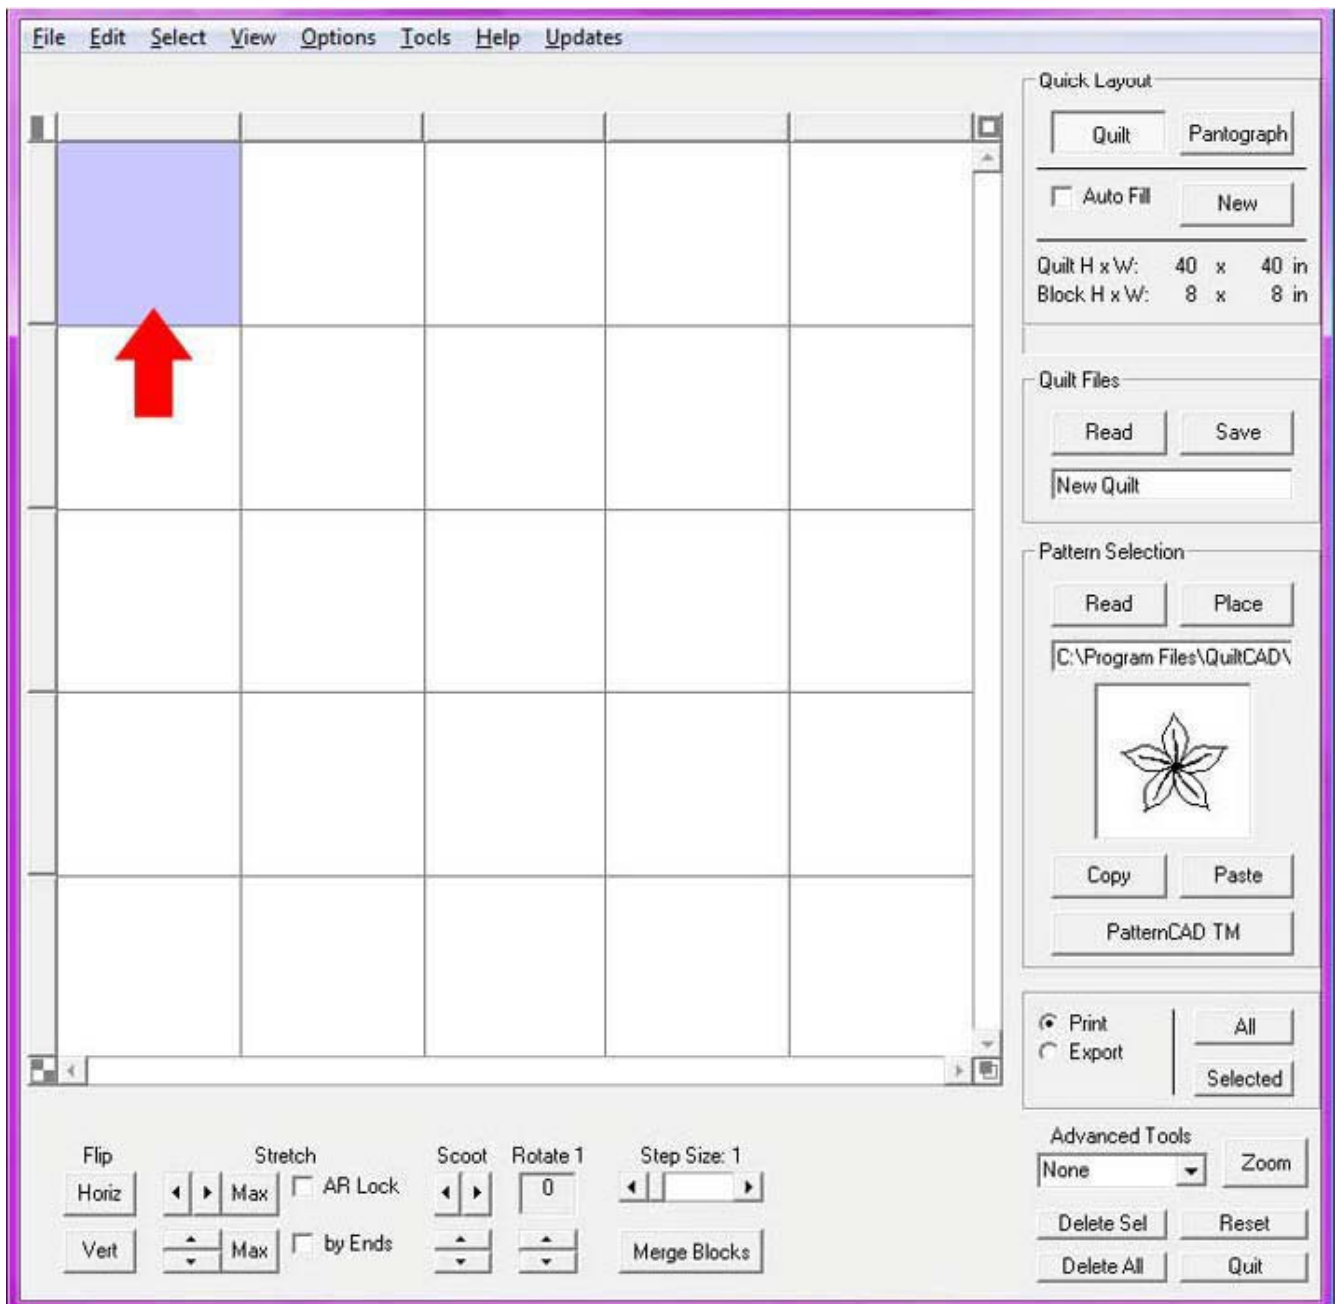 File Edit Select View Options Tools Help Updates
Quick Layout
Quilt Pantograph
Auto Fill New
Quilt H x W: 40 x 40 in
Block H x W: 8 x 8 in
Quilt Files
Read Save
New Quilt
Pattern Selection
Read Place
C:\Program Files\QuiltCAD\
Copy Paste
PatternCAD TM
Print All
Export
Selected
Advanced Tools
None Zoom
Delete Sel Reset
Delete All Quit
Flip Stretch Scoot Rotate 1 Step Size: 1
Horiz Max AR Lock 0
Vert Max by Ends Merge Blocks